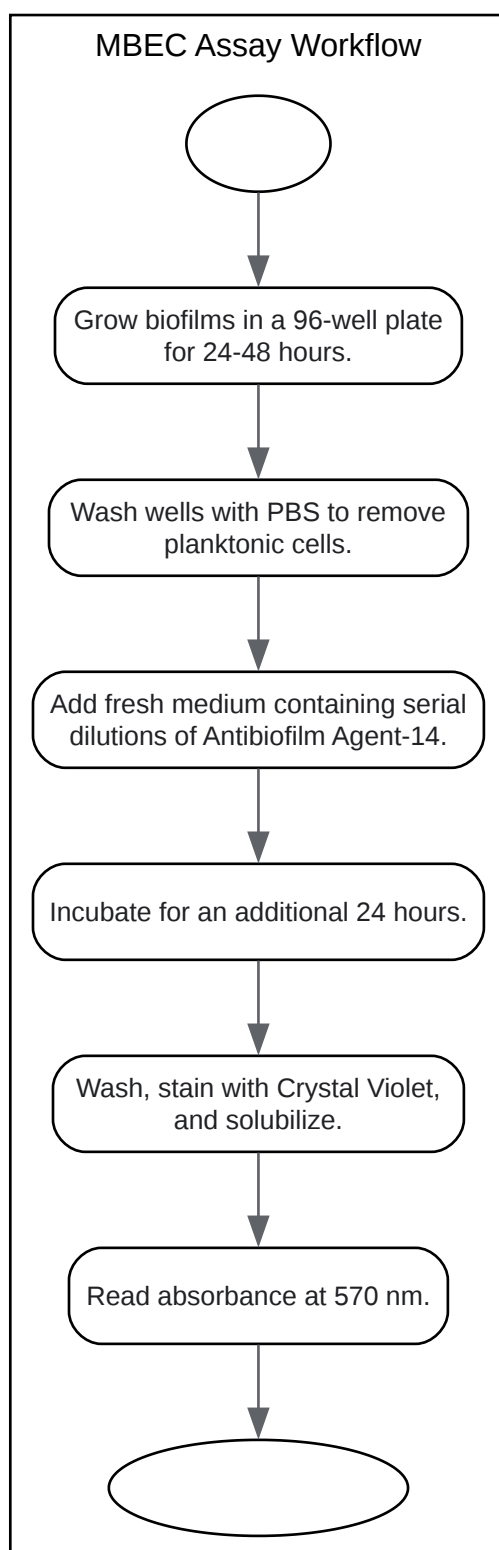 MBEC Assay Workflow
Grow biofilms in a 96-well plate
for 24-48 hours.
Wash wells with PBS to remove
planktonic cells.
Add fresh medium containing serial
dilutions of Antibiofilm Agent-14.
Incubate for an additional 24 hours.
Wash, stain with Crystal Violet,
and solubilize.
Read absorbance at 570 nm.